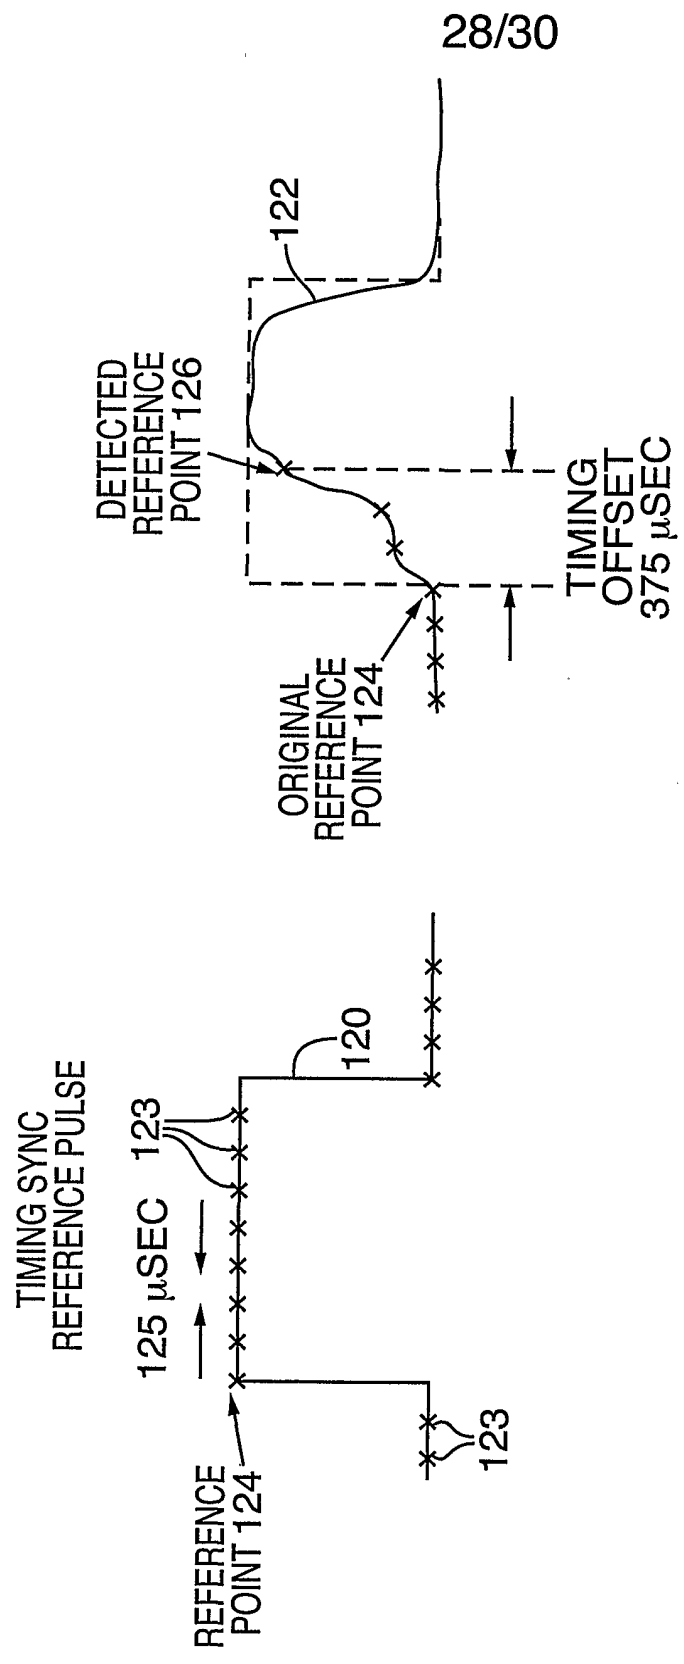 28/30
TIMING SYNC
REFERENCE PULSE
125 µSEC
123
REFERENCE
POINT 124
120
123
DETECTED
REFERENCE
POINT 126
122
ORIGINAL
REFERENCE
POINT 124
TIMING
OFFSET
375 µSEC